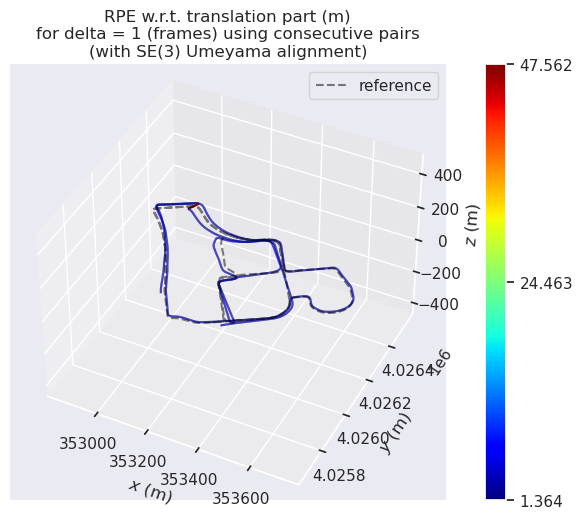 RPE w.r.t. translation part (m)
for delta = 1 (frames) using consecutive pairs
(with SE(3) Umeyama alignment)
reference
47.562
24.463
1.364
400
200
0
−200
−400
z (m)
1e6
4.0264
4.0262
4.0260
4.0258
y (m)
353000
353200
353400
353600
x (m)